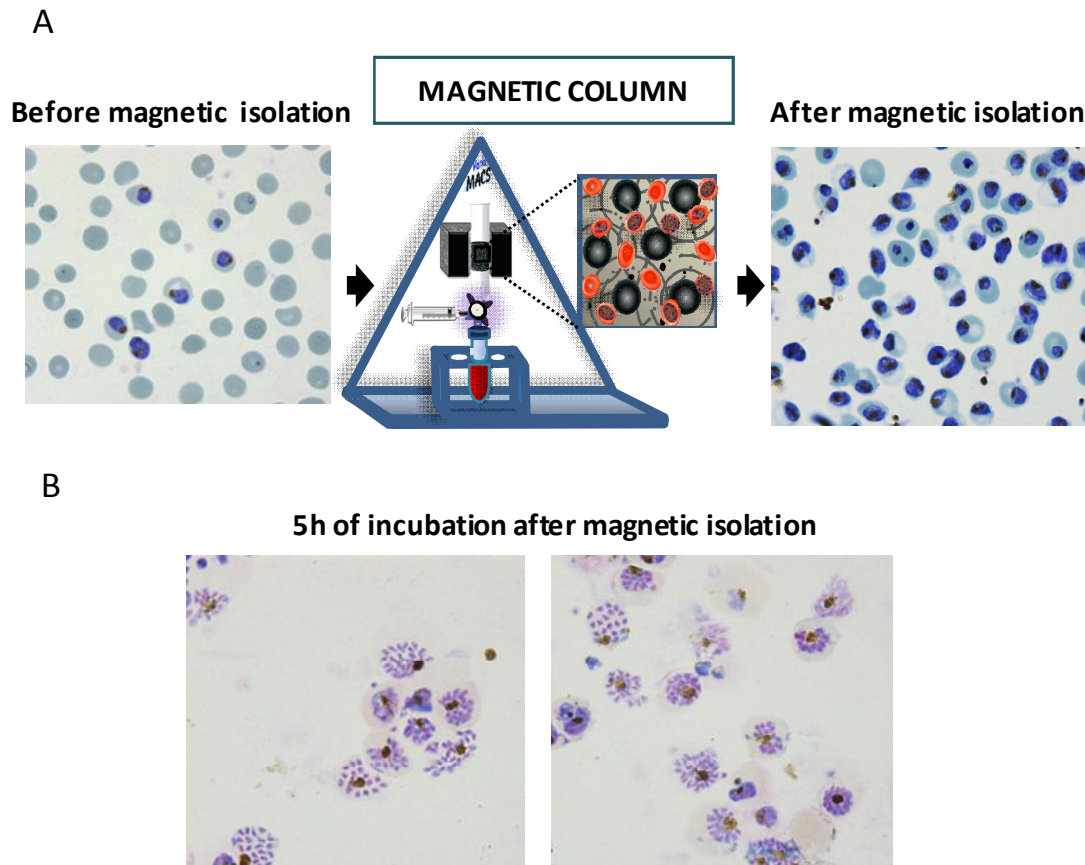 A
MAGNETIC COLUMN
Before magnetic isolation
After magnetic isolation
MACS
B
5h of incubation after magnetic isolation